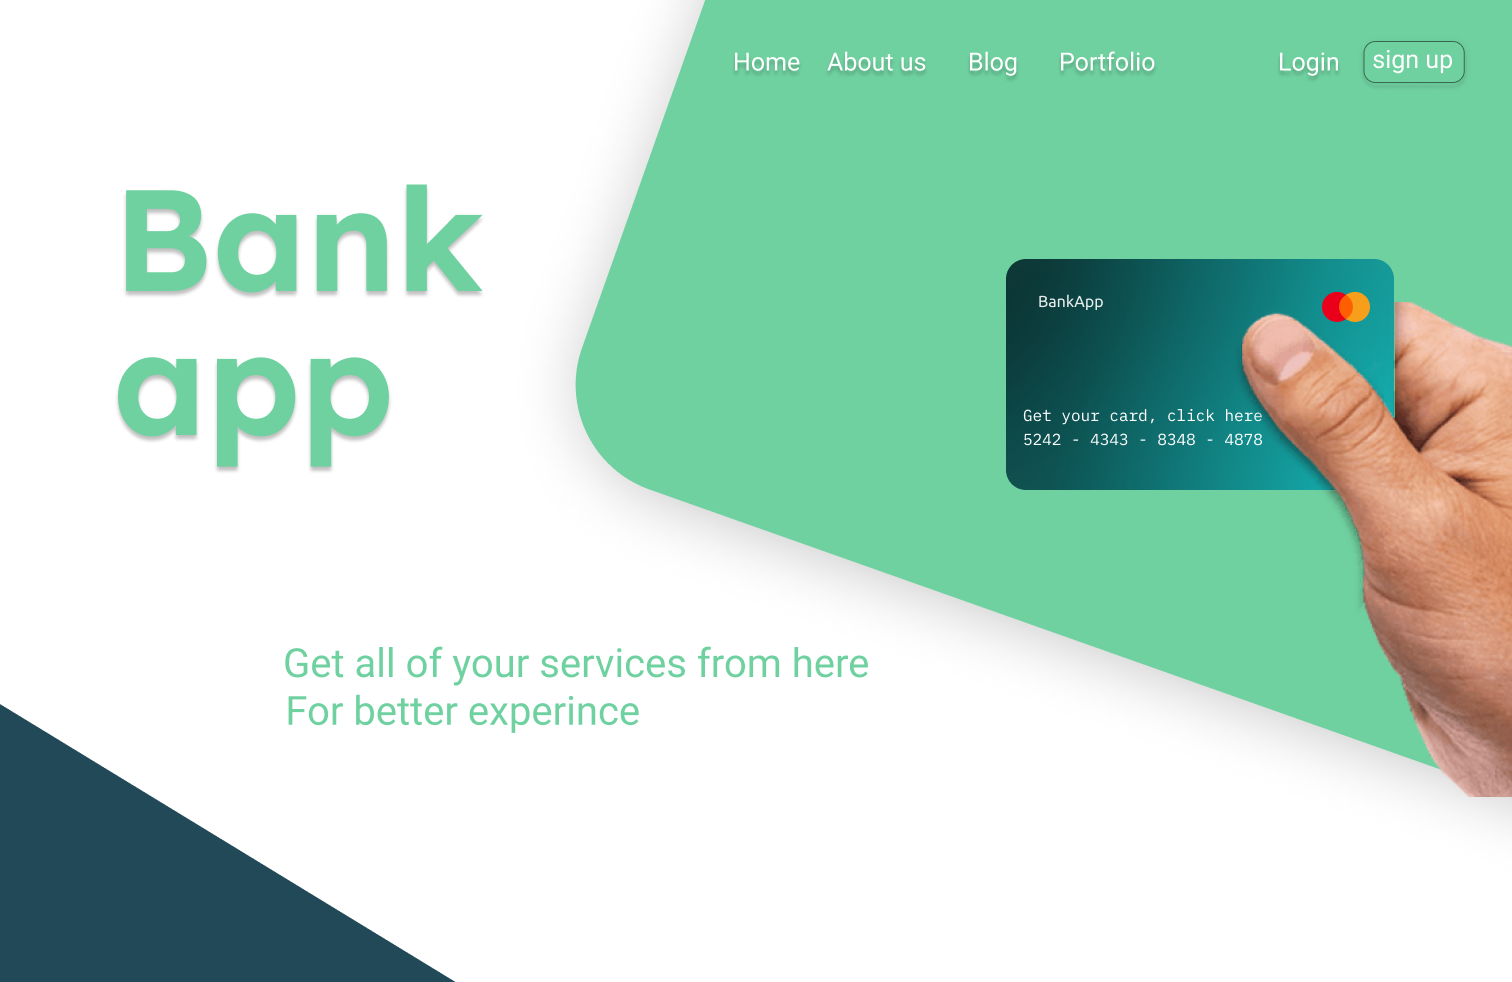 Home About us Blog Portfolio Login sign up
Bank
app
BankApp
Get your card, click here
5242 - 4343 - 8348 - 4878
Get all of your services from here
For better experince